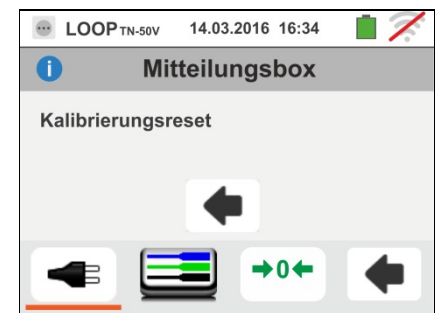 LOOP TN-50V 14.03.2016 16:34
Mitteilungsbox
Kalibrierungsreset
→0←